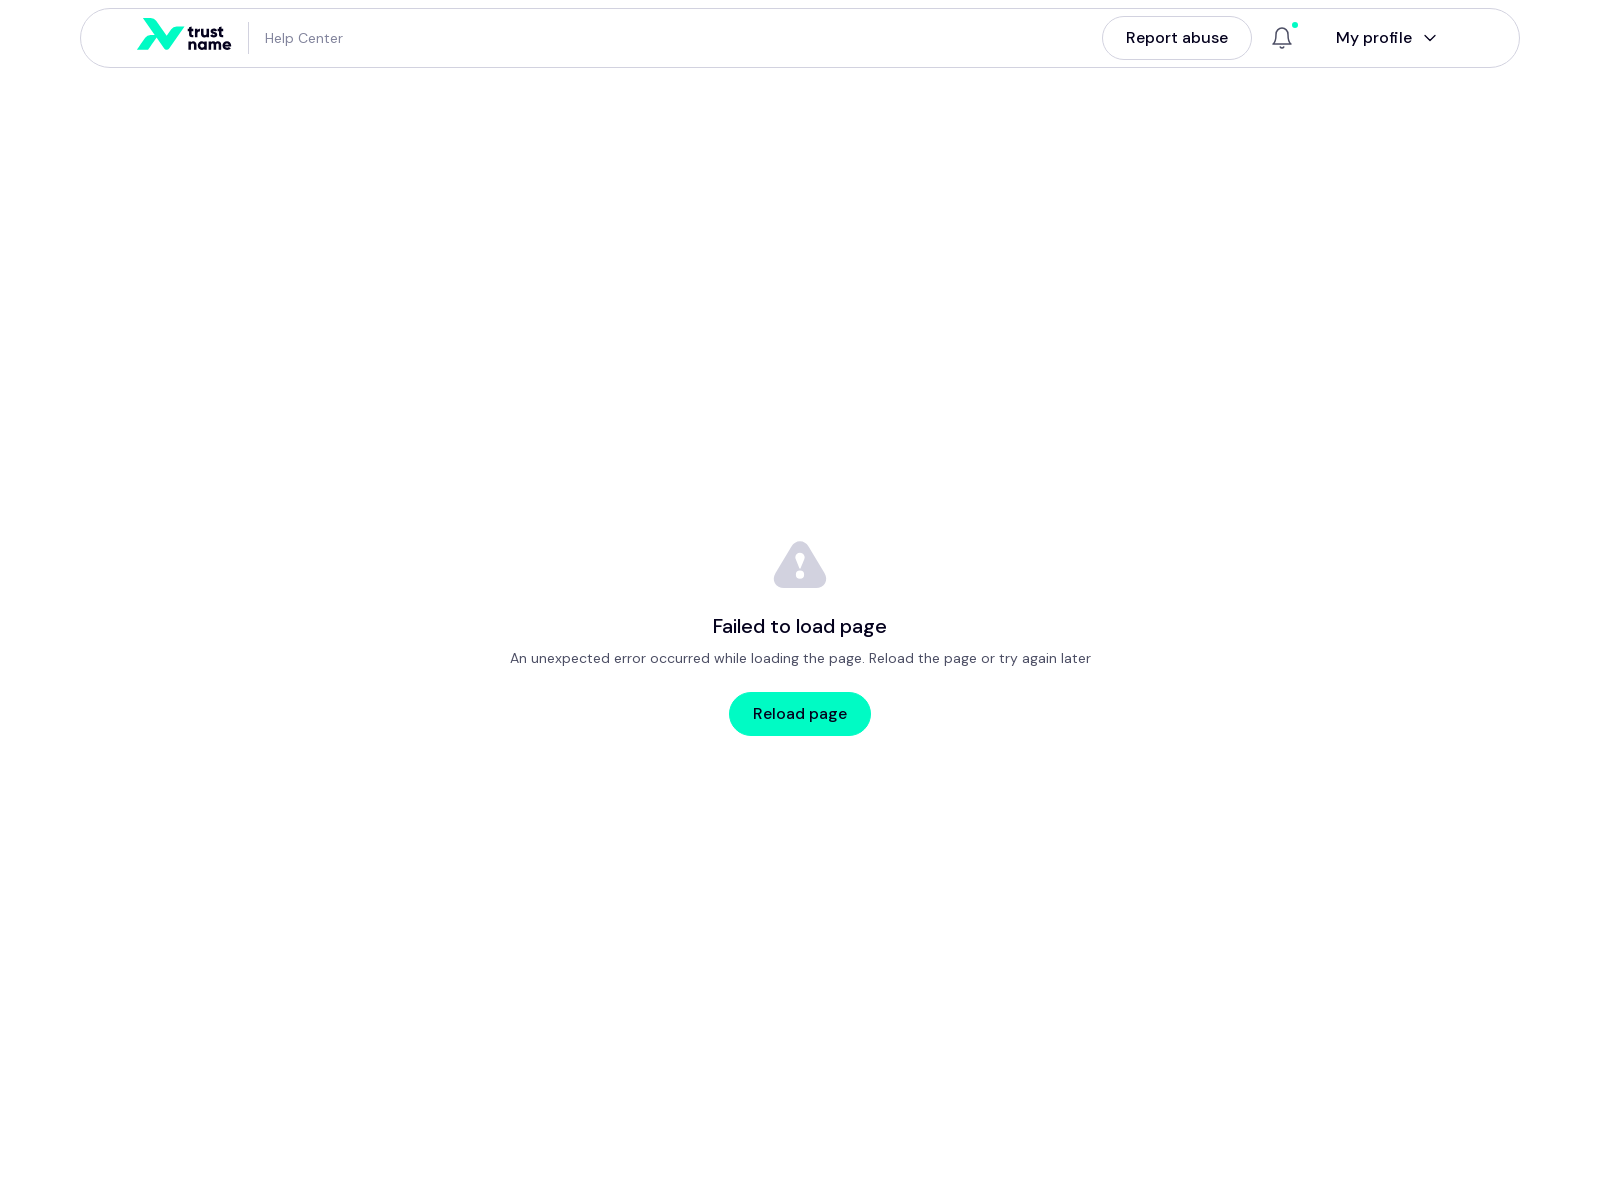 trust
name
Help Center
Report abuse
My profile
Failed to load page
An unexpected error occurred while loading the page. Reload the page or try again later
Reload page